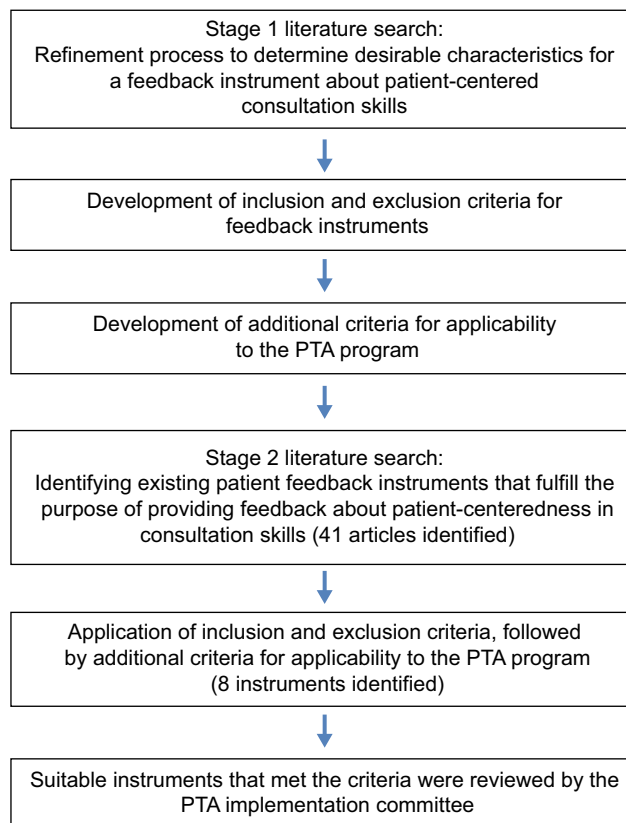 Stage 1 literature search:
Refinement process to determine desirable characteristics for
a feedback instrument about patient-centered
consultation skills
Development of inclusion and exclusion criteria for
feedback instruments
Development of additional criteria for applicability
to the PTA program
Stage 2 literature search:
Identifying existing patient feedback instruments that fulfill the
purpose of providing feedback about patient-centeredness in
consultation skills (41 articles identified)
Application of inclusion and exclusion criteria, followed
by additional criteria for applicability to the PTA program
(8 instruments identified)
Suitable instruments that met the criteria were reviewed by the
PTA implementation committee